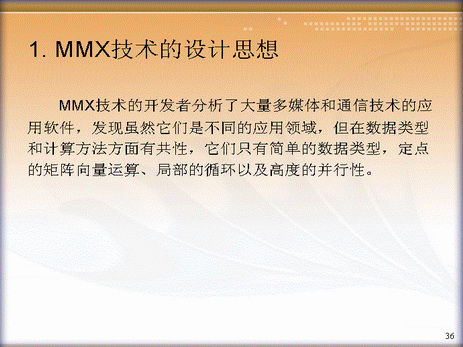 1. MMX技术的设计思想
MMX技术的开发者分析了大量多媒体和通信技术的应
用软件，发现虽然它们是不同的应用领域，但在数据类型
和计算方法方面有共性，它们只有简单的数据类型，定点
的矩阵向量运算、局部的循环以及高度的并行性。
36